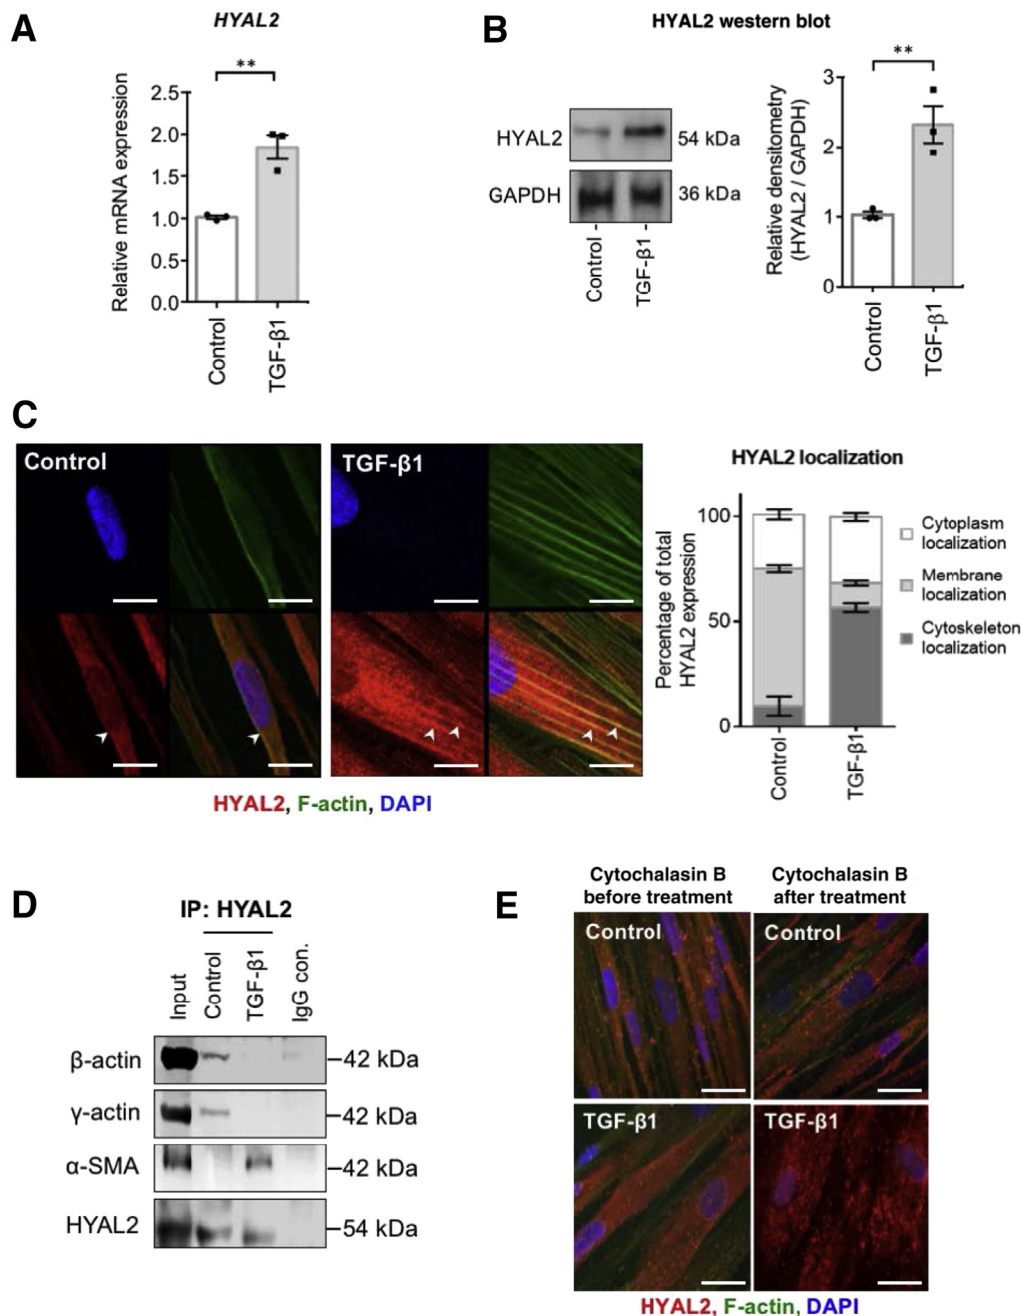 A
HYAL2
**
Relative mRNA expression
2.5
2.0
1.5
1.0
0.5
0.0
Control
TGF-β1
B
HYAL2 western blot
HYAL2
54 kDa
GAPDH
36 kDa
Control
TGF-β1
**
Relative densitometry
(HYAL2 / GAPDH)
3
2
1
0
Control
TGF-β1
C
Control
TGF-β1
HYAL2, F-actin, DAPI
HYAL2 localization
Percentage of total
HYAL2 expression
100
50
0
Control
TGF-β1
Cytoplasm
localization
Membrane
localization
Cytoskeleton
localization
D
IP: HYAL2
Input
Control
TGF-β1
IgG con.
β-actin
42 kDa
γ-actin
42 kDa
α-SMA
42 kDa
HYAL2
54 kDa
E
Cytochalasin B
before treatment
Cytochalasin B
after treatment
Control
Control
TGF-β1
TGF-β1
HYAL2, F-actin, DAPI